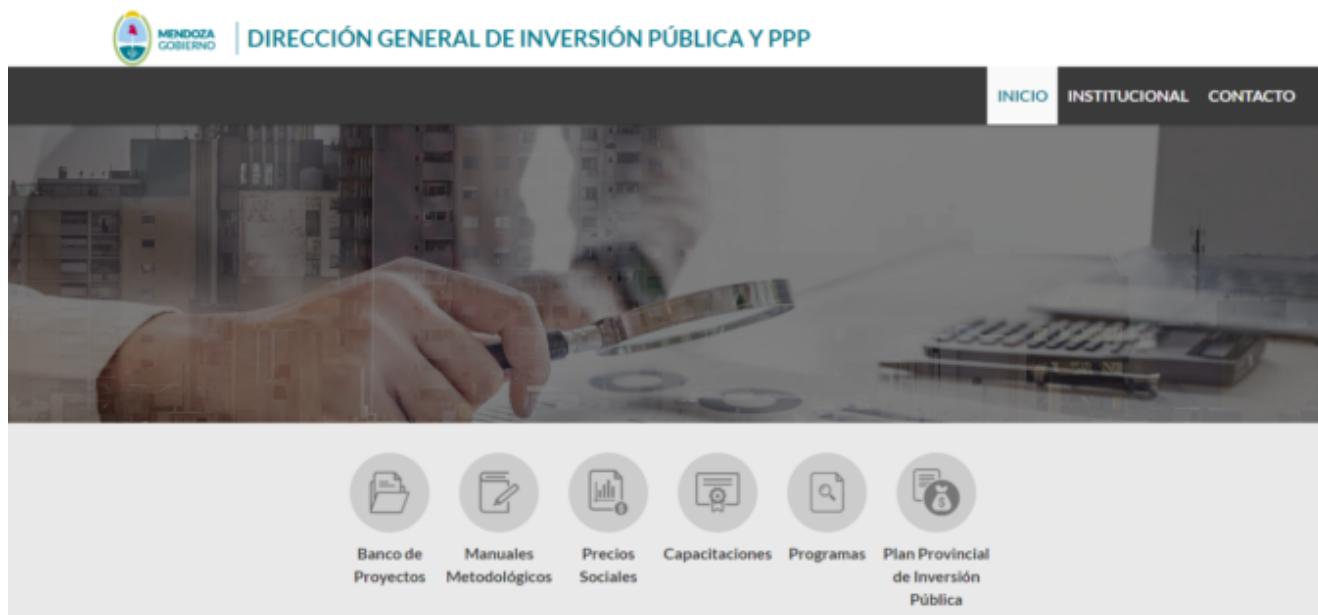 MENDOZA
GOBIERNO
DIRECCIÓN GENERAL DE INVERSIÓN PÚBLICA Y PPP
INICIO INSTITUCIONAL CONTACTO
Banco de
Proyectos
Manuales
Metodológicos
Precios
Sociales
Capacitaciones
Programas
Plan Provincial
de Inversión
Pública